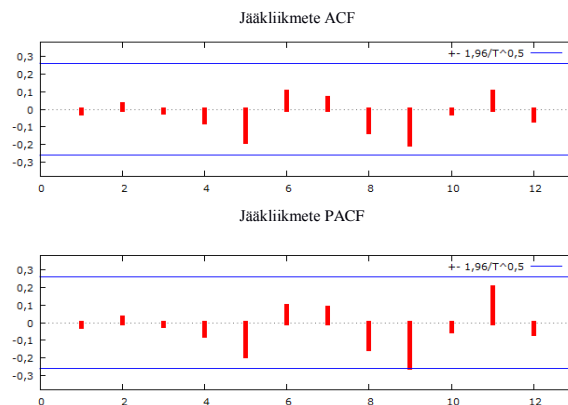 Jääkliikmete ACF
+- 1,96/T^0,5
0,3
0,2
0,1
0
-0,1
-0,2
-0,3
0 2 4 6 8 10 12
Jääkliikmete PACF
+- 1,96/T^0,5
0,3
0,2
0,1
0
-0,1
-0,2
-0,3
0 2 4 6 8 10 12